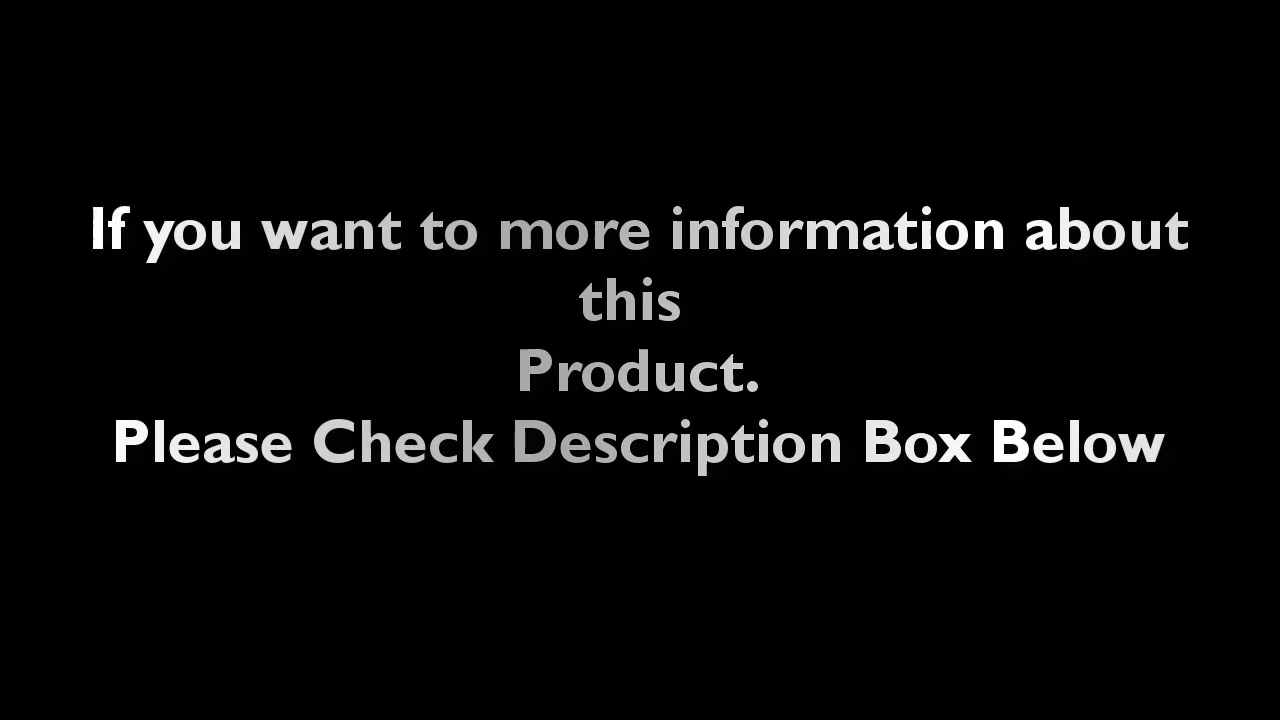 If you want to more information about
this
Product.
Please Check Description Box Below